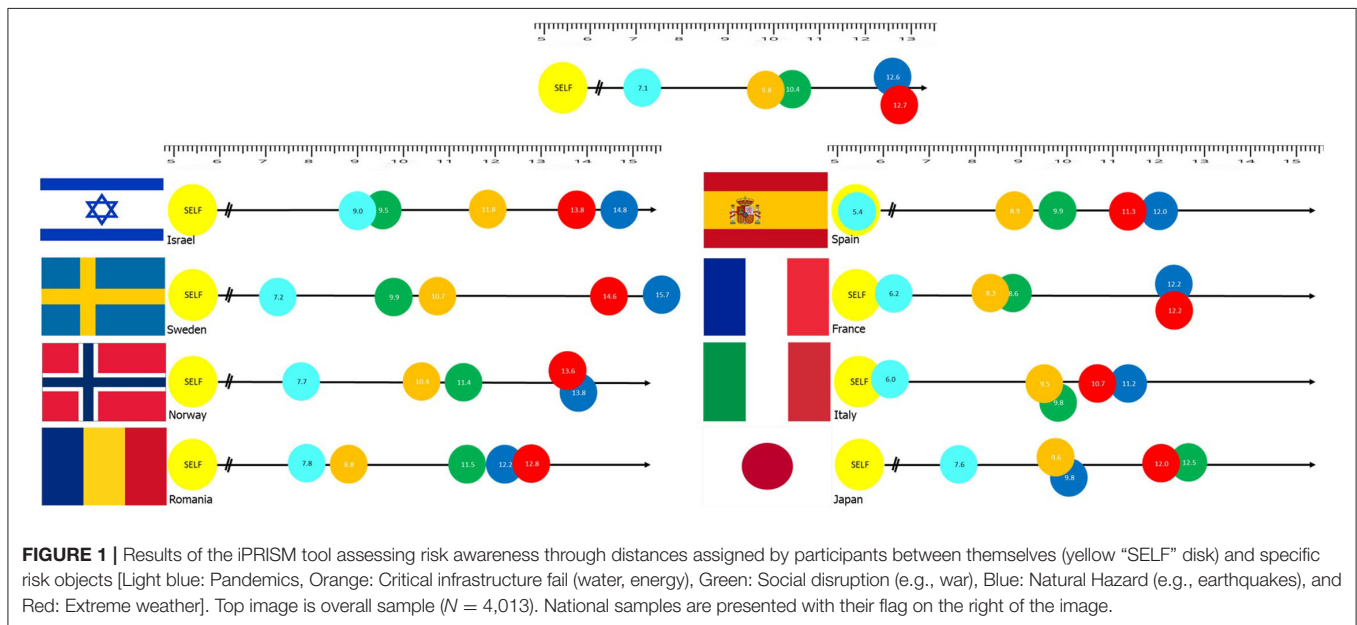 5 6 7 8 9 10 11 12 13
SELF 7.1 9.8 10.4 12.6
12.7
5 6 7 8 9 10 11 12 13 14 15
SELF 9.0 9.5 11.8 13.8 14.8
Israel
SELF 7.2 9.9 10.7 14.6 15.7
Sweden
SELF 7.7 10.4 11.4 13.6
13.8
Norway
SELF 7.8 8.8 11.5 12.2 12.8
Romania
5 6 7 8 9 10 11 12 13 14 15
5.4 8.9 9.9 11.3 12.0
Spain
SELF 6.2 8.6 12.2
12.2
France
SELF 6.0 9.5 10.7 11.2
9.8
Italy
SELF 7.6 9.6 12.0 12.5
9.8
Japan
FIGURE 1 | Results of the iPRISM tool assessing risk awareness through distances assigned by participants between themselves (yellow “SELF” disk) and specific
risk objects [Light blue: Pandemics, Orange: Critical infrastructure fail (water, energy), Green: Social disruption (e.g., war), Blue: Natural Hazard (e.g., earthquakes), and
Red: Extreme weather]. Top image is overall sample (N = 4,013). National samples are presented with their flag on the right of the image.